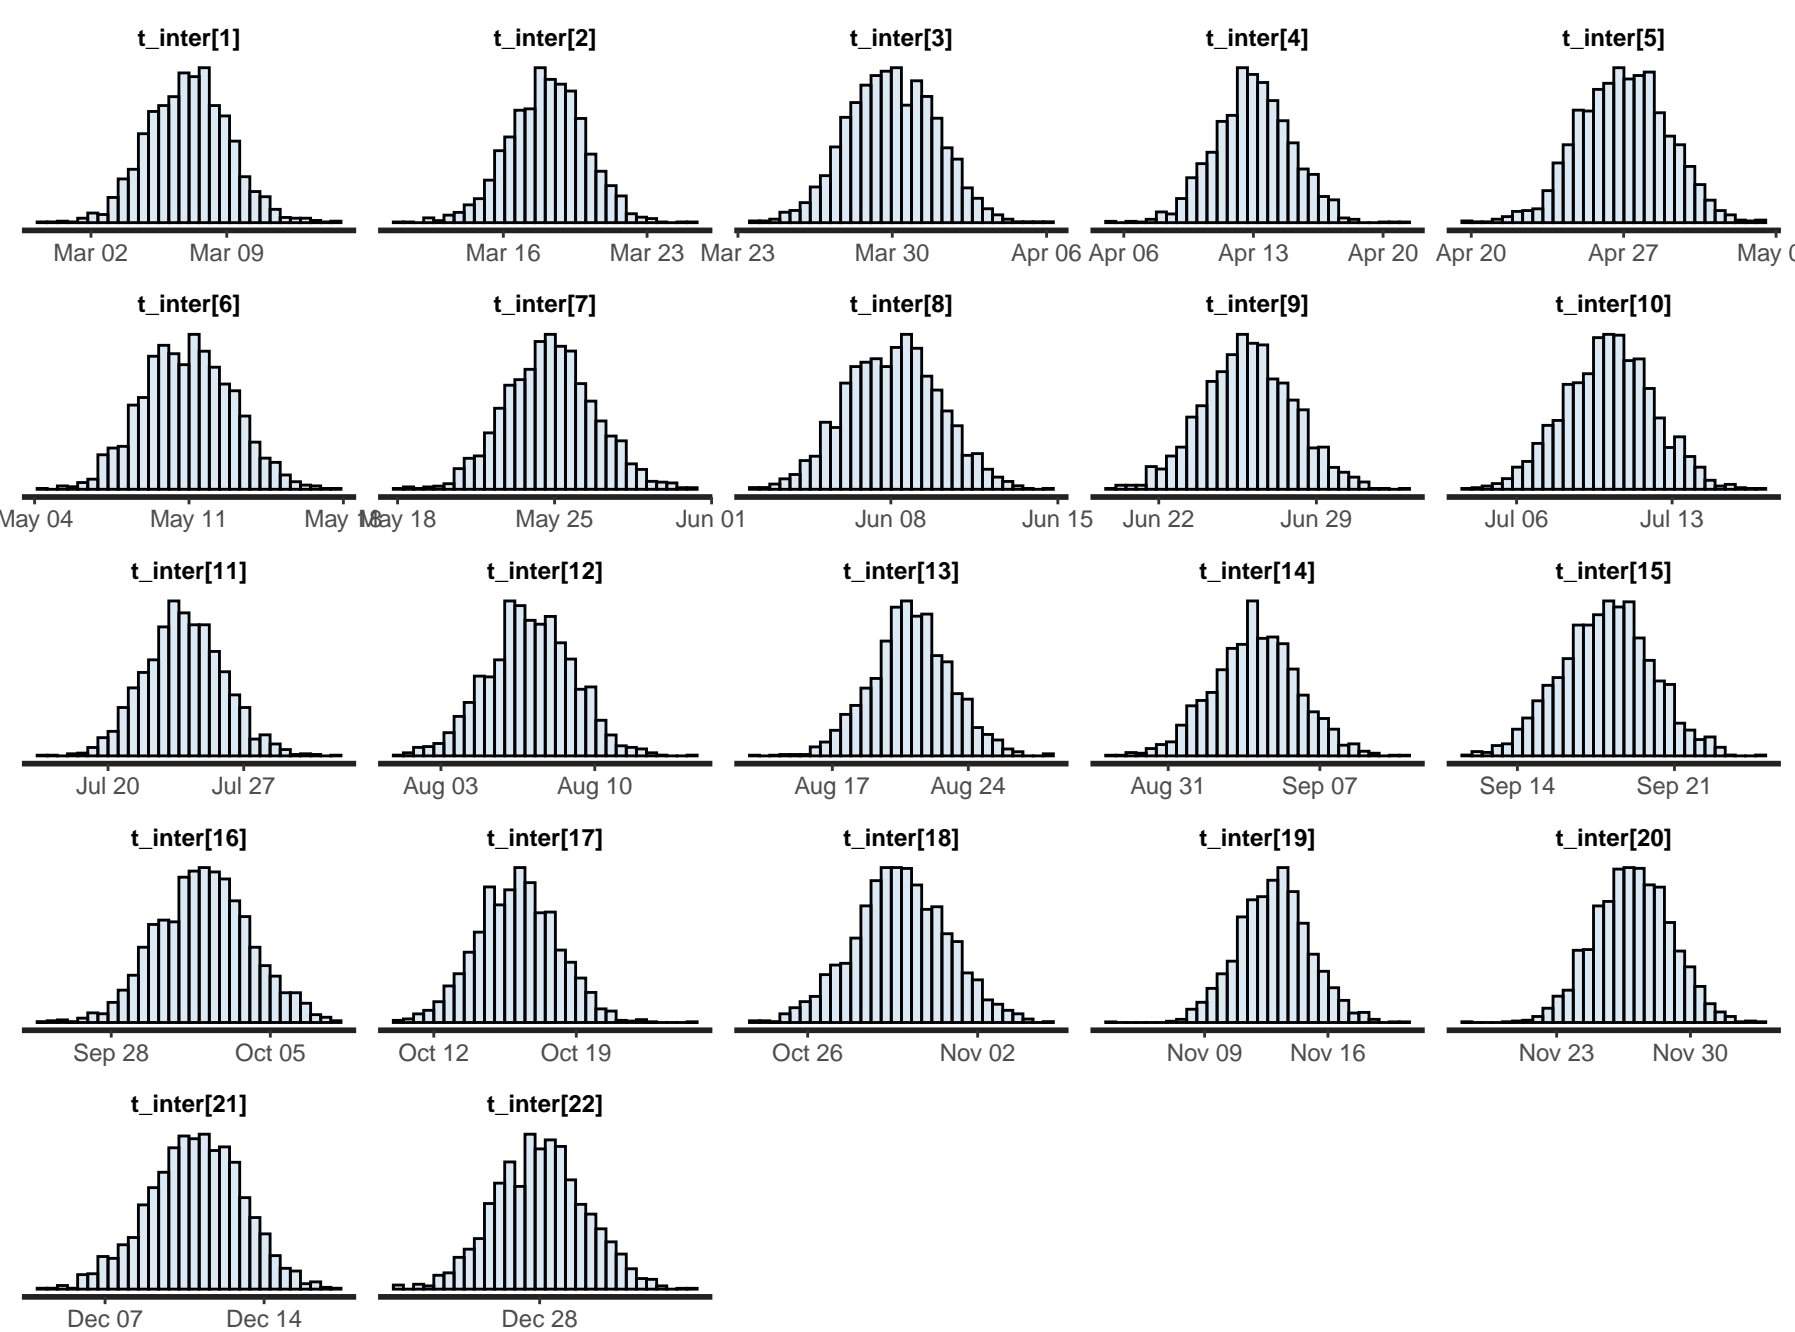 t_inter[1] t_inter[2] t_inter[3] t_inter[4] t_inter[5]
Mar 02 Mar 09 Mar 16 Mar 23 Mar 23 Mar 30 Apr 06 Apr 06 Apr 13 Apr 20 Apr 20 Apr 27 May 0
t_inter[6] t_inter[7] t_inter[8] t_inter[9] t_inter[10]
May 04 May 11 May 18 May 18 May 25 Jun 01 Jun 08 Jun 15 Jun 22 Jun 29 Jul 06 Jul 13
t_inter[11] t_inter[12] t_inter[13] t_inter[14] t_inter[15]
Jul 20 Jul 27 Aug 03 Aug 10 Aug 17 Aug 24 Aug 31 Sep 07 Sep 14 Sep 21
t_inter[16] t_inter[17] t_inter[18] t_inter[19] t_inter[20]
Sep 28 Oct 05 Oct 12 Oct 19 Oct 26 Nov 02 Nov 09 Nov 16 Nov 23 Nov 30
t_inter[21] t_inter[22]
Dec 07 Dec 14 Dec 28